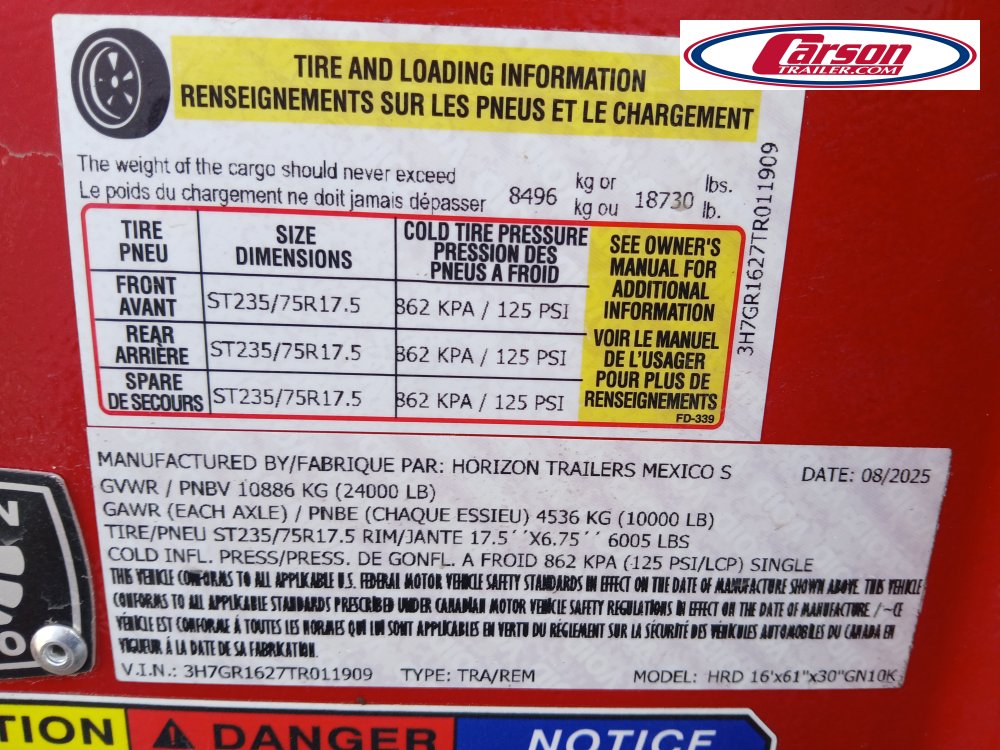 Carson
TRAILER.COM
TIRE AND LOADING INFORMATION
RENSEIGNEMENTS SUR LES PNEUS ET LE CHARGEMENT
The weight of the cargo should never exceed
Le poids du chargement ne doit jamais dépasser 8496 kg or kg ou 18730 lbs. lb.
TIRE PNEU SIZE DIMENSIONS COLD TIRE PRESSURE PRESSION DES PNEUS A FROID
FRONT AVANT ST235/75R17.5 862 KPA / 125 PSI
REAR ARRIÈRE ST235/75R17.5 862 KPA / 125 PSI
SPARE DE SECOURS ST235/75R17.5 862 KPA / 125 PSI
SEE OWNER'S
MANUAL FOR
ADDITIONAL
INFORMATION
VOIR LE MANUEL
DE L'USAGER
POUR PLUS DE
RENSEIGNEMENTS
FD-339
3H7GR1627TR011909
MANUFACTURED BY/FABRIQUE PAR: HORIZON TRAILERS MEXICO S DATE: 08/2025
GVWR / PNBV 10886 KG (24000 LB)
GAWR (EACH AXLE) / PNBE (CHAQUE ESSIEU) 4536 KG (10000 LB)
TIRE/PNEU ST235/75R17.5 RIM/JANTE 17.5´´X6.75´´ 6005 LBS
COLD INFL. PRESS/PRESS. DE GONFL. A FROID 862 KPA (125 PSI/LCP) SINGLE
THIS VEHICLE CONFORMS TO ALL APPLICABLE U.S. FEDERAL MOTOR VEHICLE SAFETY STANDARDS IN EFFECT ON THE DATE OF MANUFACTURE SHOWN ABOVE. THIS VEHICLE
CONFORMS TO ALL APPLICABLE STANDARDS PRESCRIBED UNDER CANADIAN MOTOR VEHICLE SAFETY REGULATIONS IN EFFECT ON THE DATE OF MANUFACTURE / ~CE
VEHICLE EST CONFORME À TOUTES LES NORMES QUI LUI SONT APPLICABLES EN VERTU DU RÈGLEMENT SUR LA SÉCURITÉ DES VÉHICULES AUTOMOBILES DU CANADA EN
VIGUEUR À LA DATE DE SA FABRICATION.
V.I.N.: 3H7GR1627TR011909 TYPE: TRA/REM MODEL: HRD 16'x61"x30"GN10K
DANGER
NOTICE